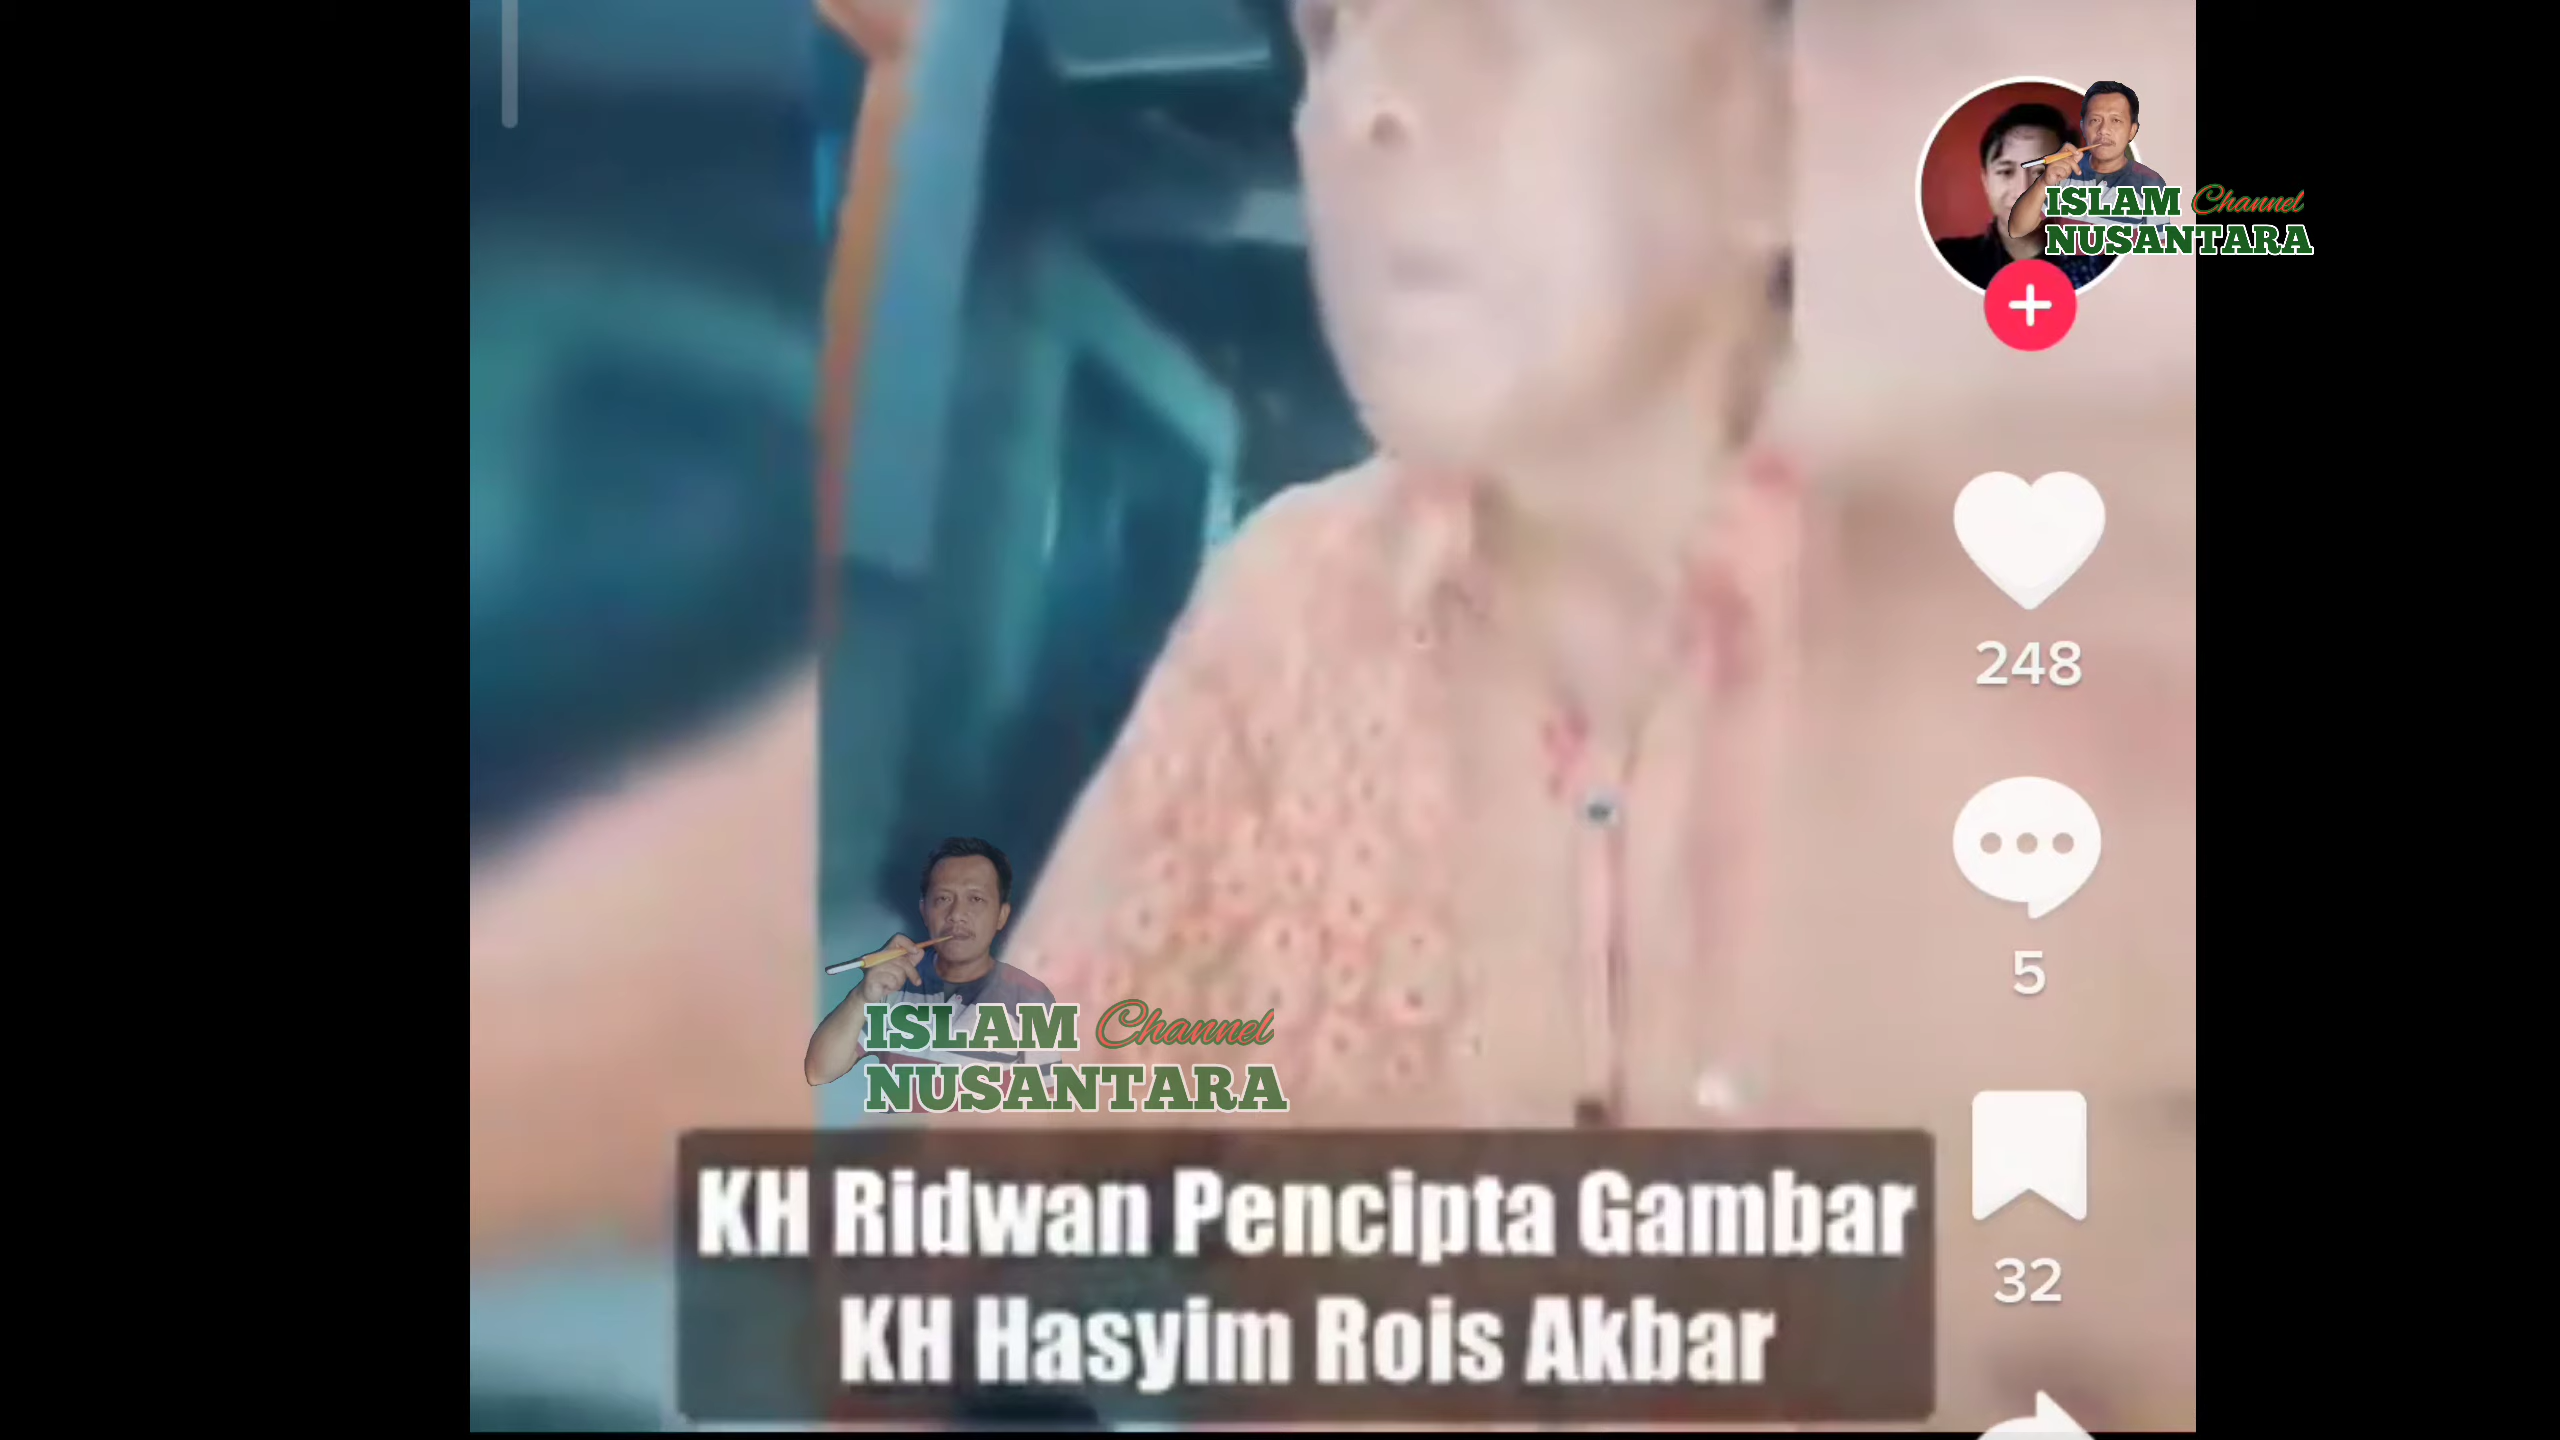 ISLAM Channel
NUSANTARA
248
5
ISLAM Channel
NUSANTARA
KH Ridwan Pencipta Gambar
KH Hasyim Rois Akbar
32